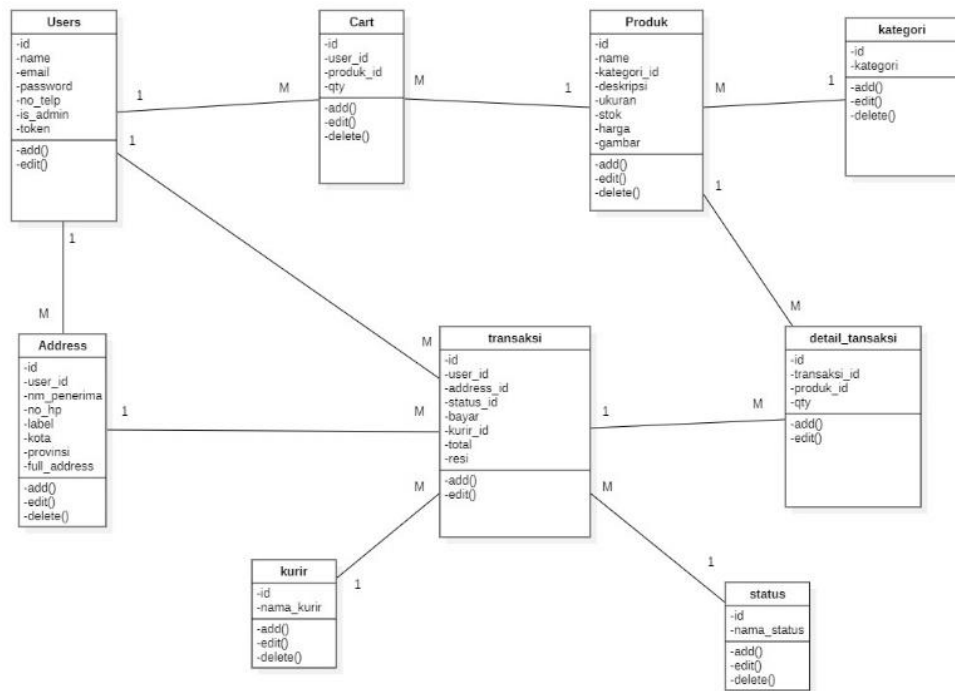 Users
-id
-name
-email
-password
-no_telp
-is_admin
-token
-add()
-edit()
1
M
Cart
-id
-user_id
-produk_id
-qty
-add()
-edit()
-delete()
M
1
Produk
-id
-name
-kategori_id
-deskripsi
-ukuran
-stok
-harga
-gambar
-add()
-edit()
-delete()
M
1
kategori
-id
-kategori
-add()
-edit()
-delete()
1
1
1
M
M
M
Address
-id
-user_id
-nm_penerima
-no_hp
-label
-kota
-provinsi
-full_address
-add()
-edit()
-delete()
1
M
transaksi
-id
-user_id
-address_id
-status_id
-bayar
-kurir_id
-total
-resi
-add()
-edit()
1
M
detail_tansaksi
-id
-transaksi_id
-produk_id
-qty
-add()
-edit()
M
M
1
1
kurir
-id
-nama_kurir
-add()
-edit()
-delete()
status
-id
-nama_status
-add()
-edit()
-delete()